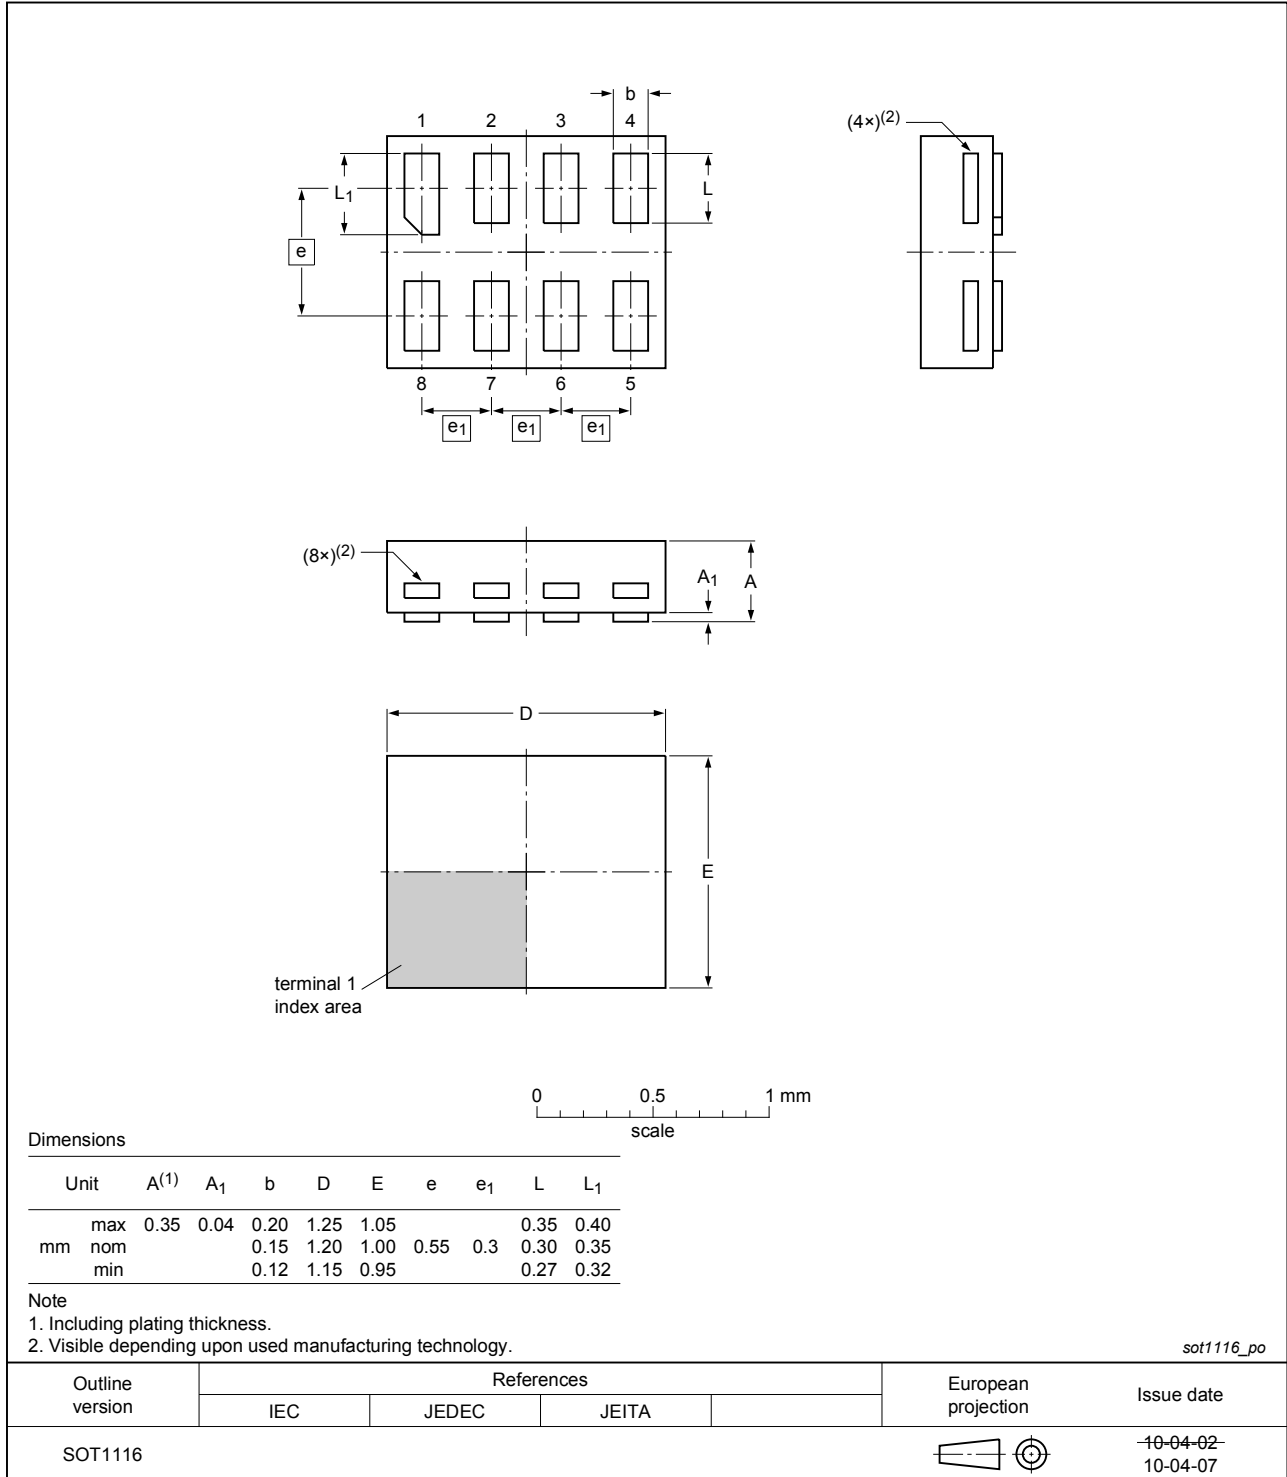 b
1 2 3 4
(4×)(2)
L1
L
e
8 7 6 5
e1 e1 e1
(8×)(2)
A1 A
D
E
terminal 1
index area
0 0.5 1 mm
scale
Dimensions
Unit A(1) A1 b D E e e1 L L1
max 0.35 0.04 0.20 1.25 1.05 0.35 0.40
mm nom 0.15 1.20 1.00 0.55 0.3 0.30 0.35
min 0.12 1.15 0.95 0.27 0.32
Note
1. Including plating thickness.
2. Visible depending upon used manufacturing technology.
sot1116_po
Outline
version
References
IEC JEDEC JEITA
European
projection
Issue date
SOT1116
10-04-02
10-04-07